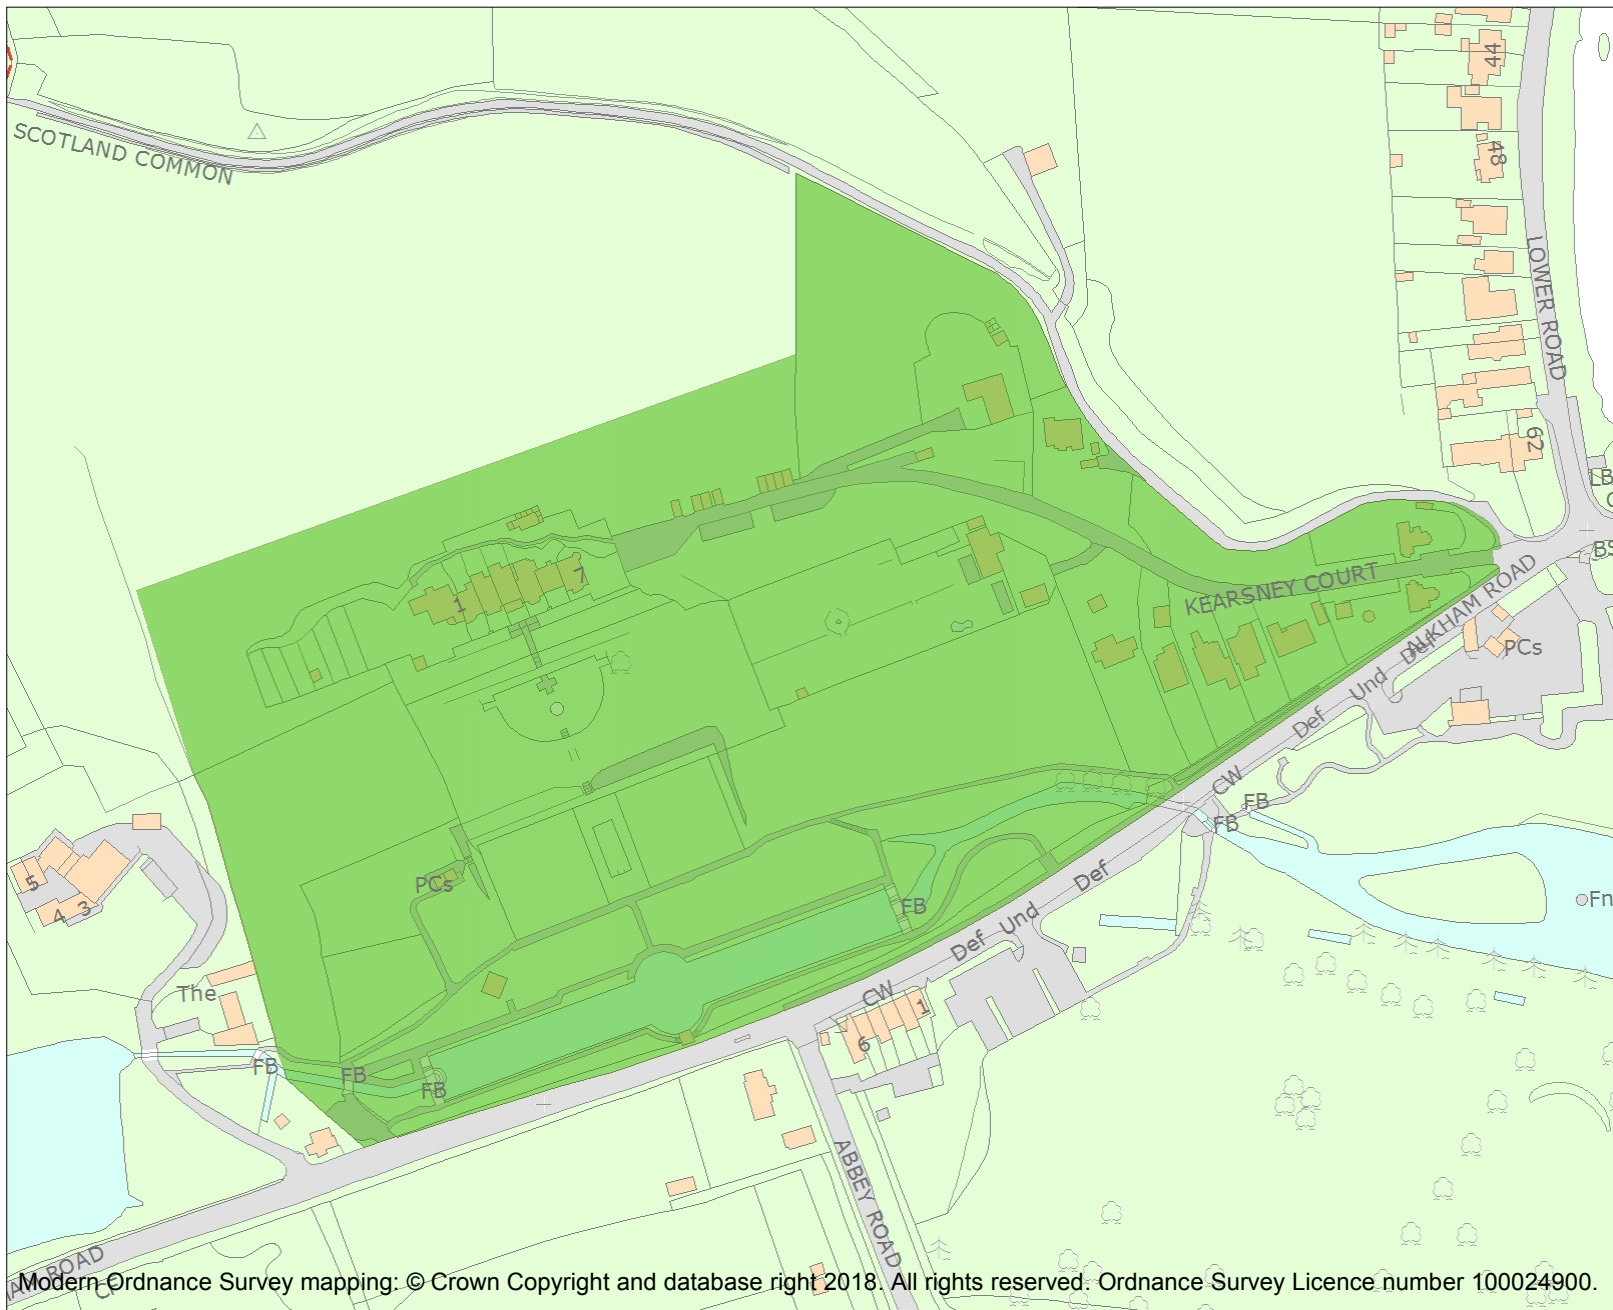 44
SCOTLAND COMMON
48
LOWER ROAD
62
LB
BS
7
1
KEARSNEY COURT
ALKHAM ROAD
PCs
Def
Und
Def
CW
FB
FB
PCs
5
4
3
Def
FB
Und
Def
Fn
The
CW
1
6
FB
FB
FB
ABBEY ROAD
ROAD
CF
Modern Ordnance Survey mapping: © Crown Copyright and database right 2018. All rights reserved. Ordnance Survey Licence number 100024900.